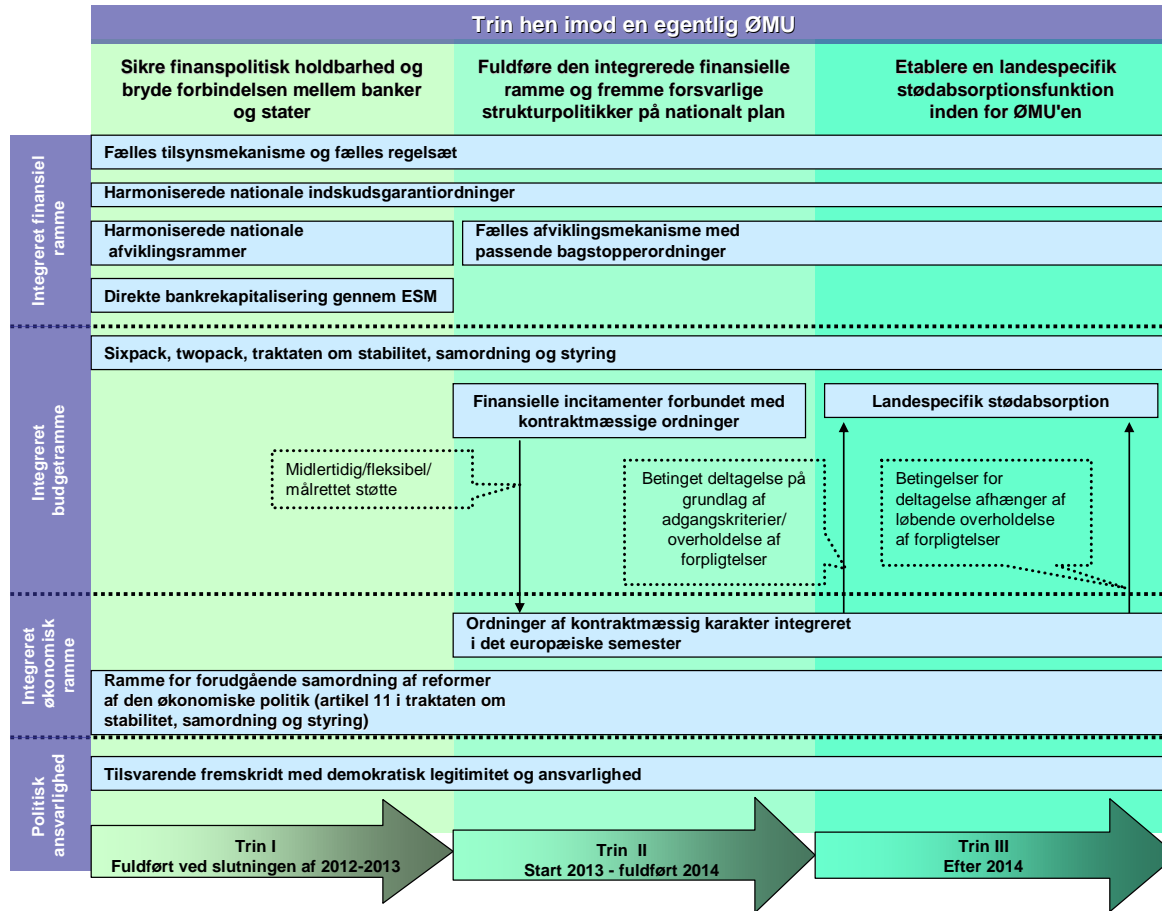 Trin hen imod en egentlig ØMU
Sikre finanspolitisk holdbarhed og
bryde forbindelsen mellem banker
og stater
Fuldføre den integrerede finansielle
ramme og fremme forsvarlige
strukturpolitikker på nationalt plan
Etablere en landespecifik
stødabsorptionsfunktion
inden for ØMU'en
Integreret finansiel
ramme
Fælles tilsynsmekanisme og fælles regelsæt
Harmoniserede nationale indskudsgarantiordninger
Harmoniserede nationale
afviklingsrammer
Fælles afviklingsmekanisme med
passende bagstopperordninger
Direkte bankrekapitalisering gennem ESM
Integreret
budgetramme
Sixpack, twopack, traktaten om stabilitet, samordning og styring
Finansielle incitamenter forbundet med
kontraktmæssige ordninger
Landespecifik stødabsorption
Midlertidig/fleksibel/
målrettet støtte
Betinget deltagelse på
grundlag af
adgangskriterier/
overholdelse af
forpligtelser
Betingelser for
deltagelse afhænger af
løbende overholdelse
af forpligtelser
Integreret
økonomisk
ramme
Ordninger af kontraktmæssig karakter integreret
i det europæiske semester
Ramme for forudgående samordning af reformer
af den økonomiske politik (artikel 11 i traktaten om
stabilitet, samordning og styring)
Politisk
ansvarlighed
Tilsvarende fremskridt med demokratisk legitimitet og ansvarlighed
Trin I
Fuldført ved slutningen af 2012-2013
Trin II
Start 2013 - fuldført 2014
Trin III
Efter 2014